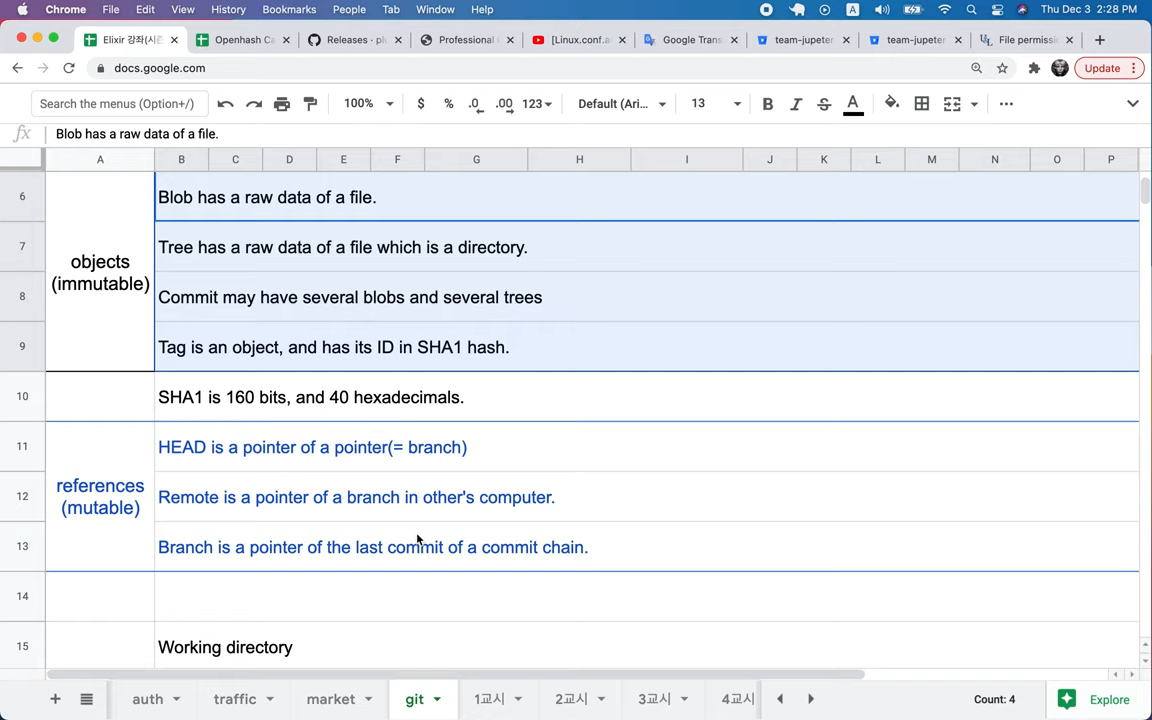 Chrome File Edit View History Bookmarks People Tab Window Help A Thu Dec 3 2:28 PM
Elixir 강좌(시즌 Openhash Ca Releases · plu Professional [Linux.conf.a Google Trans team-jupeter team-jupeter UL File permissi
docs.google.com Update
Search the menus (Option+/) 100% $ % .0 .00 123 Default (Ari... 13 B I S A
fx Blob has a raw data of a file.
A B C D E F G H I J K L M N O P
6 Blob has a raw data of a file.
7 Tree has a raw data of a file which is a directory.
objects
(immutable)
8 Commit may have several blobs and several trees
9 Tag is an object, and has its ID in SHA1 hash.
10 SHA1 is 160 bits, and 40 hexadecimals.
11 HEAD is a pointer of a pointer(= branch)
references
(mutable)
12 Remote is a pointer of a branch in other's computer.
13 Branch is a pointer of the last commit of a commit chain.
14
15 Working directory
auth traffic market git 1교시 2교시 3교시 4교시 Count: 4 Explore